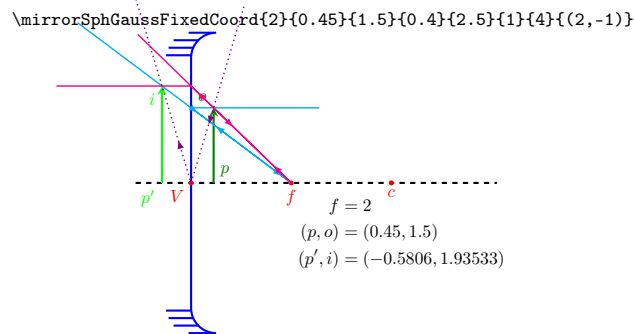 \mirrorSphGaussFixedCoord{2}{0.45}{1.5}{0.4}{2.5}{1}{4}{(2,-1)}
i
o
p
p′
V
f
c
f = 2
(p, o) = (0.45, 1.5)
(p′, i) = (−0.5806, 1.93533)